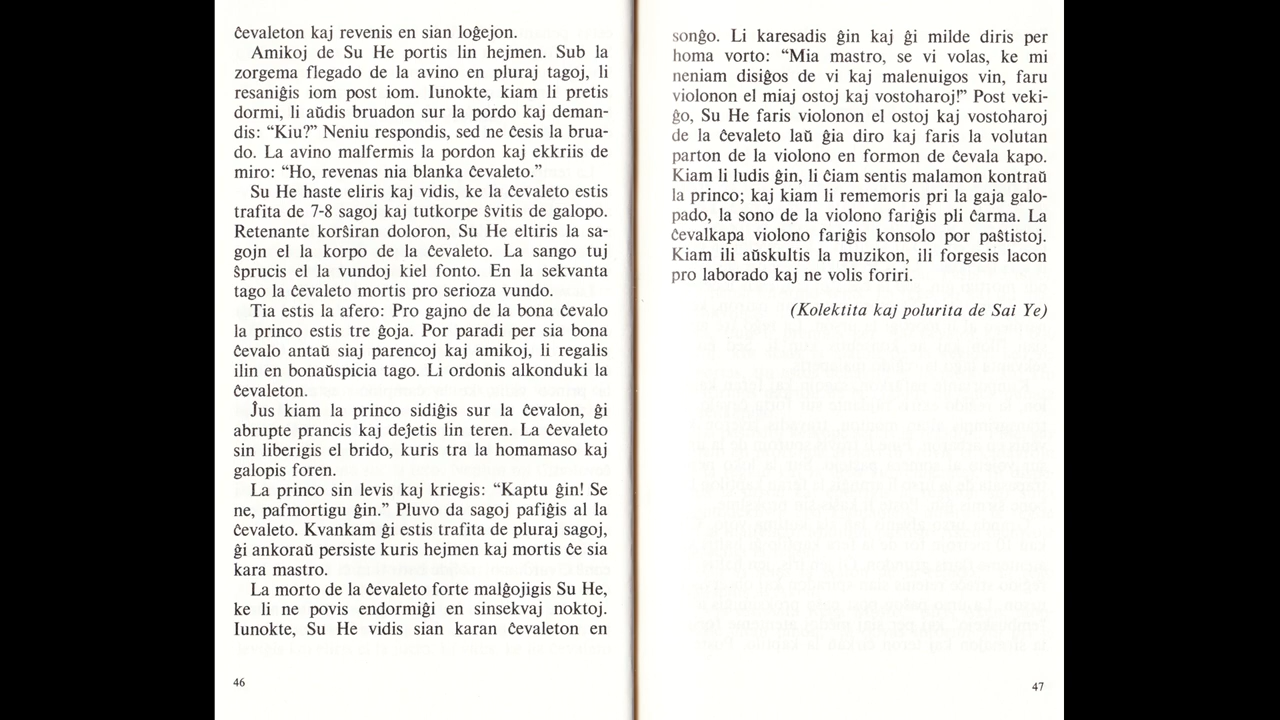 ĉevaleton kaj revenis en sian loĝejon.
Amikoj de Su He portis lin hejmen. Sub la
zorgema flegado de la avino en pluraj tagoj, li
resaniĝis iom post iom. Iunokte, kiam li pretis
dormi, li aŭdis bruadon sur la pordo kaj deman-
dis: “Kiu?” Neniu respondis, sed ne ĉesis la brua-
do. La avino malfermis la pordon kaj ekkriis de
miro: “Ho, revenas nia blanka ĉevaleto.”
Su He haste eliris kaj vidis, ke la ĉevaleto estis
trafita de 7-8 sagoj kaj tutkorpe ŝvitis de galopo.
Retenante korŝiran doloron, Su He eltiris la sa-
gojn el la korpo de la ĉevaleto. La sango tuj
ŝprucis el la vundoj kiel fonto. En la sekvanta
tago la ĉevaleto mortis pro serioza vundo.
Tia estis la afero: Pro gajno de la bona ĉevalo
la princo estis tre ĝoja. Por paradi per sia bona
ĉevalo antaŭ siaj parencoj kaj amikoj, li regalis
ilin en bonaŭspicia tago. Li ordonis alkonduki la
ĉevaleton.
Ĵus kiam la princo sidiĝis sur la ĉevalon, ĝi
abrupte prancis kaj deĵetis lin teren. La ĉevaleto
sin liberigis el brido, kuris tra la homamaso kaj
galopis foren.
La princo sin levis kaj kriegis: “Kaptu ĝin! Se
ne, pafmortigu ĝin.” Pluvo da sagoj pafiĝis al la
ĉevaleto. Kvankam ĝi estis trafita de pluraj sagoj,
ĝi ankoraŭ persiste kuris hejmen kaj mortis ĉe sia
kara mastro.
La morto de la ĉevaleto forte malĝojigis Su He,
ke li ne povis endormiĝi en sinsekvaj noktoj.
Iunokte, Su He vidis sian karan ĉevaleton en
46
sonĝo. Li karesadis ĝin kaj ĝi milde diris per
homa vorto: “Mia mastro, se vi volas, ke mi
neniam disiĝos de vi kaj malenuigos vin, faru
violonon el miaj ostoj kaj vostoharoj!” Post veki-
ĝo, Su He faris violonon el ostoj kaj vostoharoj
de la ĉevaleto laŭ ĝia diro kaj faris la volutan
parton de la violono en formon de ĉevala kapo.
Kiam li ludis ĝin, li ĉiam sentis malamon kontraŭ
la princo; kaj kiam li rememoris pri la gaja galo-
pado, la sono de la violono fariĝis pli ĉarma. La
ĉevalkapa violono fariĝis konsolo por paŝtistoj.
Kiam ili aŭskultis la muzikon, ili forgesis lacon
pro laborado kaj ne volis foriri.
(Kolektita kaj polurita de Sai Ye)
47